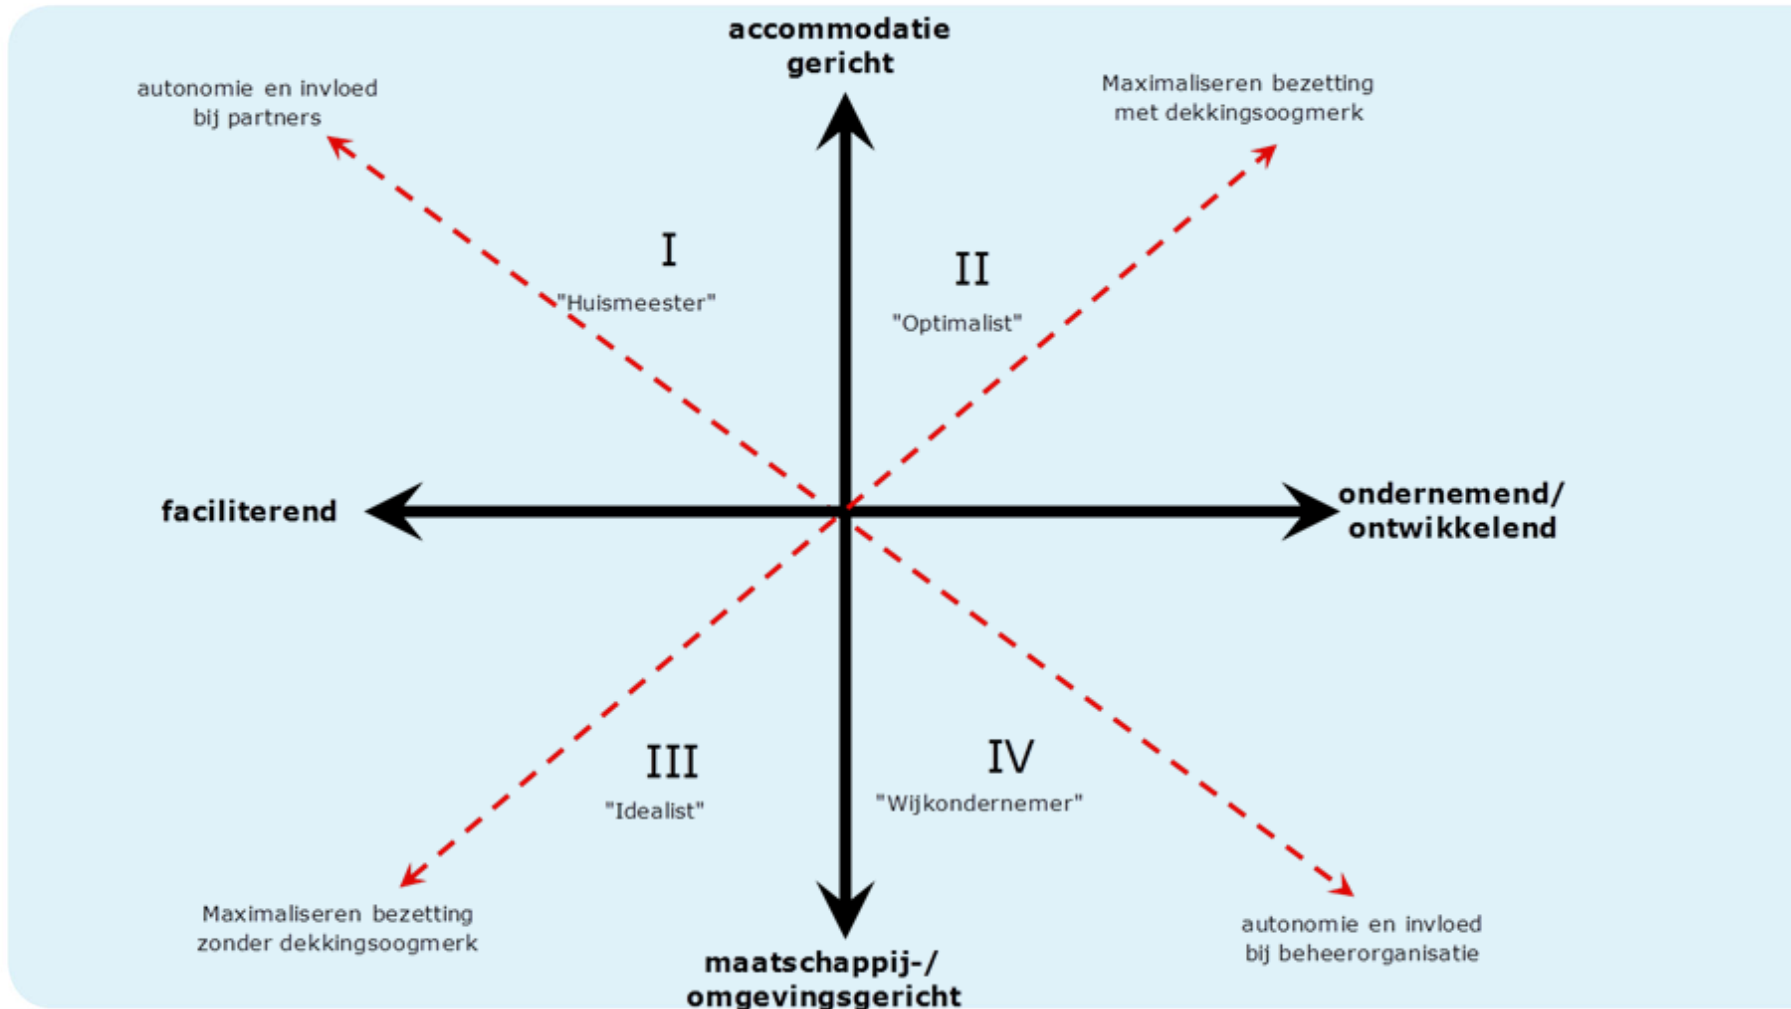 accommodatie
gericht
autonomie en invloed
bij partners
Maximaliseren bezetting
met dekkingsoogmerk
I
"Huismeester"
II
"Optimalist"
faciliterend
ondernemend/
ontwikkelend
III
"Idealist"
IV
"Wijkondernemer"
Maximaliseren bezetting
zonder dekkingsoogmerk
autonomie en invloed
bij beheerorganisatie
maatschappij-/
omgevingsgericht